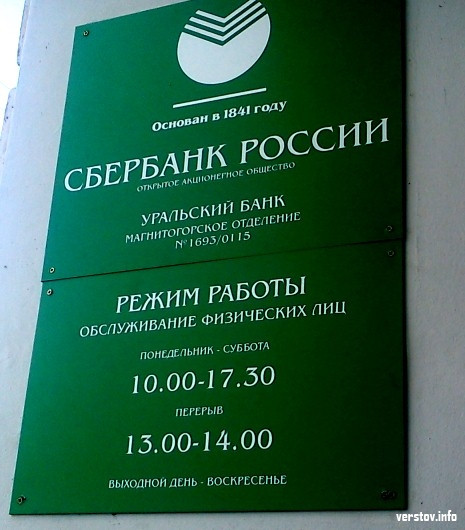 Основан в 1841 году
СБЕРБАНК РОССИИ
ОТКРЫТОЕ АКЦИОНЕРНОЕ ОБЩЕСТВО
УРАЛЬСКИЙ БАНК
МАГНИТОГОРСКОЕ ОТДЕЛЕНИЕ
№1693/0115
РЕЖИМ РАБОТЫ
ОБСЛУЖИВАНИЕ ФИЗИЧЕСКИХ ЛИЦ
ПОНЕДЕЛЬНИК - СУББОТА
10.00-17.30
ПЕРЕРЫВ
13.00-14.00
ВЫХОДНОЙ ДЕНЬ - ВОСКРЕСЕНЬЕ
verstov.info